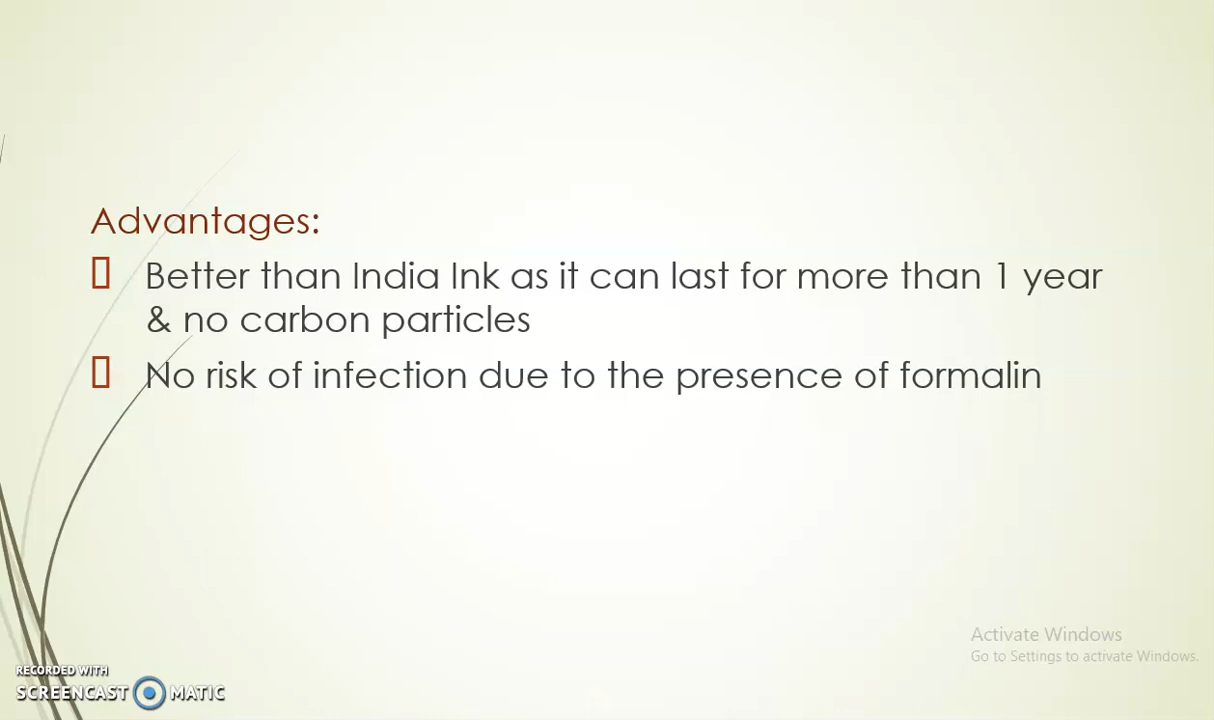 Advantages:
Better than India Ink as it can last for more than 1 year
& no carbon particles
No risk of infection due to the presence of formalin
Activate Windows
Go to Settings to activate Windows.
RECORDED WITH
SCREENCAST MATIC